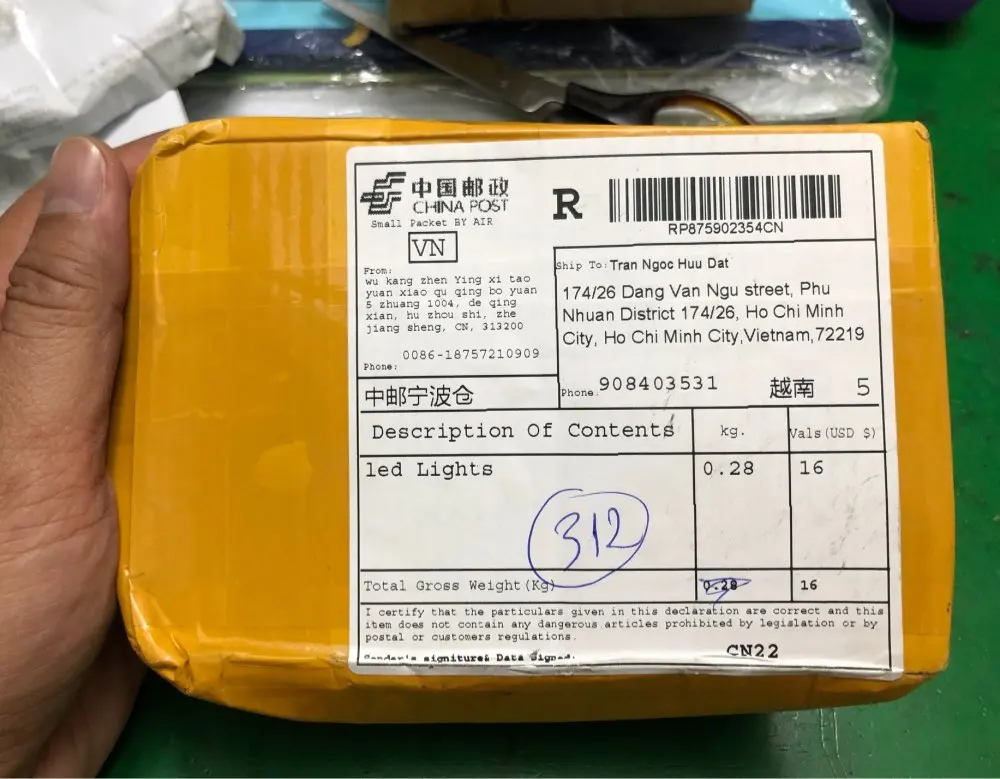 中国邮政
CHINA POST
Small Packet BY AIR
VN
R
RP875902354CN
From:
wu kang zhen Ying xi tao
yuan xiao qu qing bo yuan
5 zhuang 1004, de qing
xian, hu zhou shi, zhe
jiang sheng, CN, 313200
0086-18757210909
Phone:
中邮宁波仓
Ship To: Tran Ngoc Huu Dat
174/26 Dang Van Ngu street, Phu
Nhuan District 174/26, Ho Chi Minh
City, Ho Chi Minh City,Vietnam,72219
Phone. 908403531 越南 5
Description Of Contents kg. Vals(USD $)
led Lights 0.28 16
312
Total Gross Weight(Kg) 0.28 16
I certify that the particulars given in this declaration are correct and this
item does not contain any dangerous articles prohibited by legislation or by
postal or customers regulations.
Sender's signiture& Data Signed: CN22